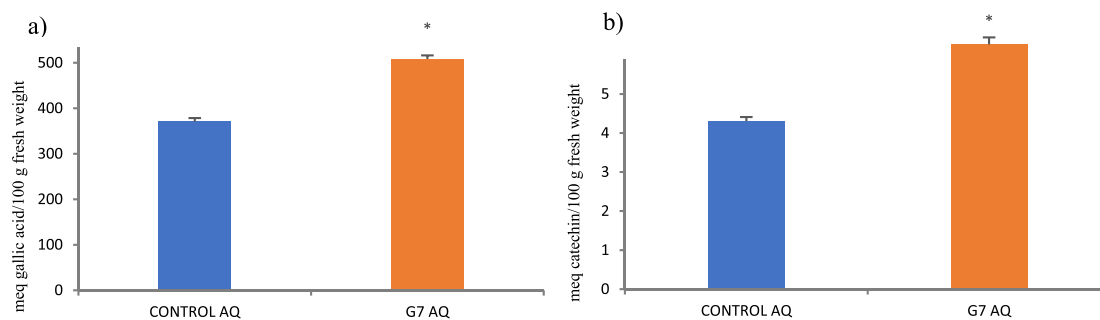 a)
*
meq gallic acid/100 g fresh weight
500
400
300
200
100
0
CONTROL AQ
G7 AQ
b)
*
meq catechin/100 g fresh weight
5
4
3
2
1
0
CONTROL AQ
G7 AQ